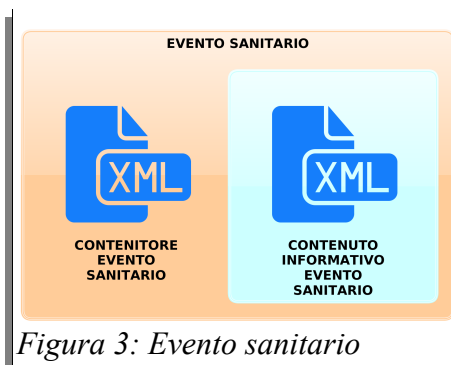 EVENTO SANITARIO
XML
CONTENITORE
EVENTO
SANITARIO
XML
CONTENUTO
INFORMATIVO
EVENTO
SANITARIO
Figura 3: Evento sanitario